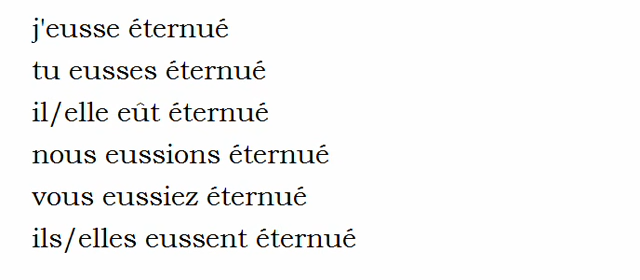 j'eusse éternué
tu eusses éternué
il/elle eût éternué
nous eussions éternué
vous eussiez éternué
ils/elles eussent éternué